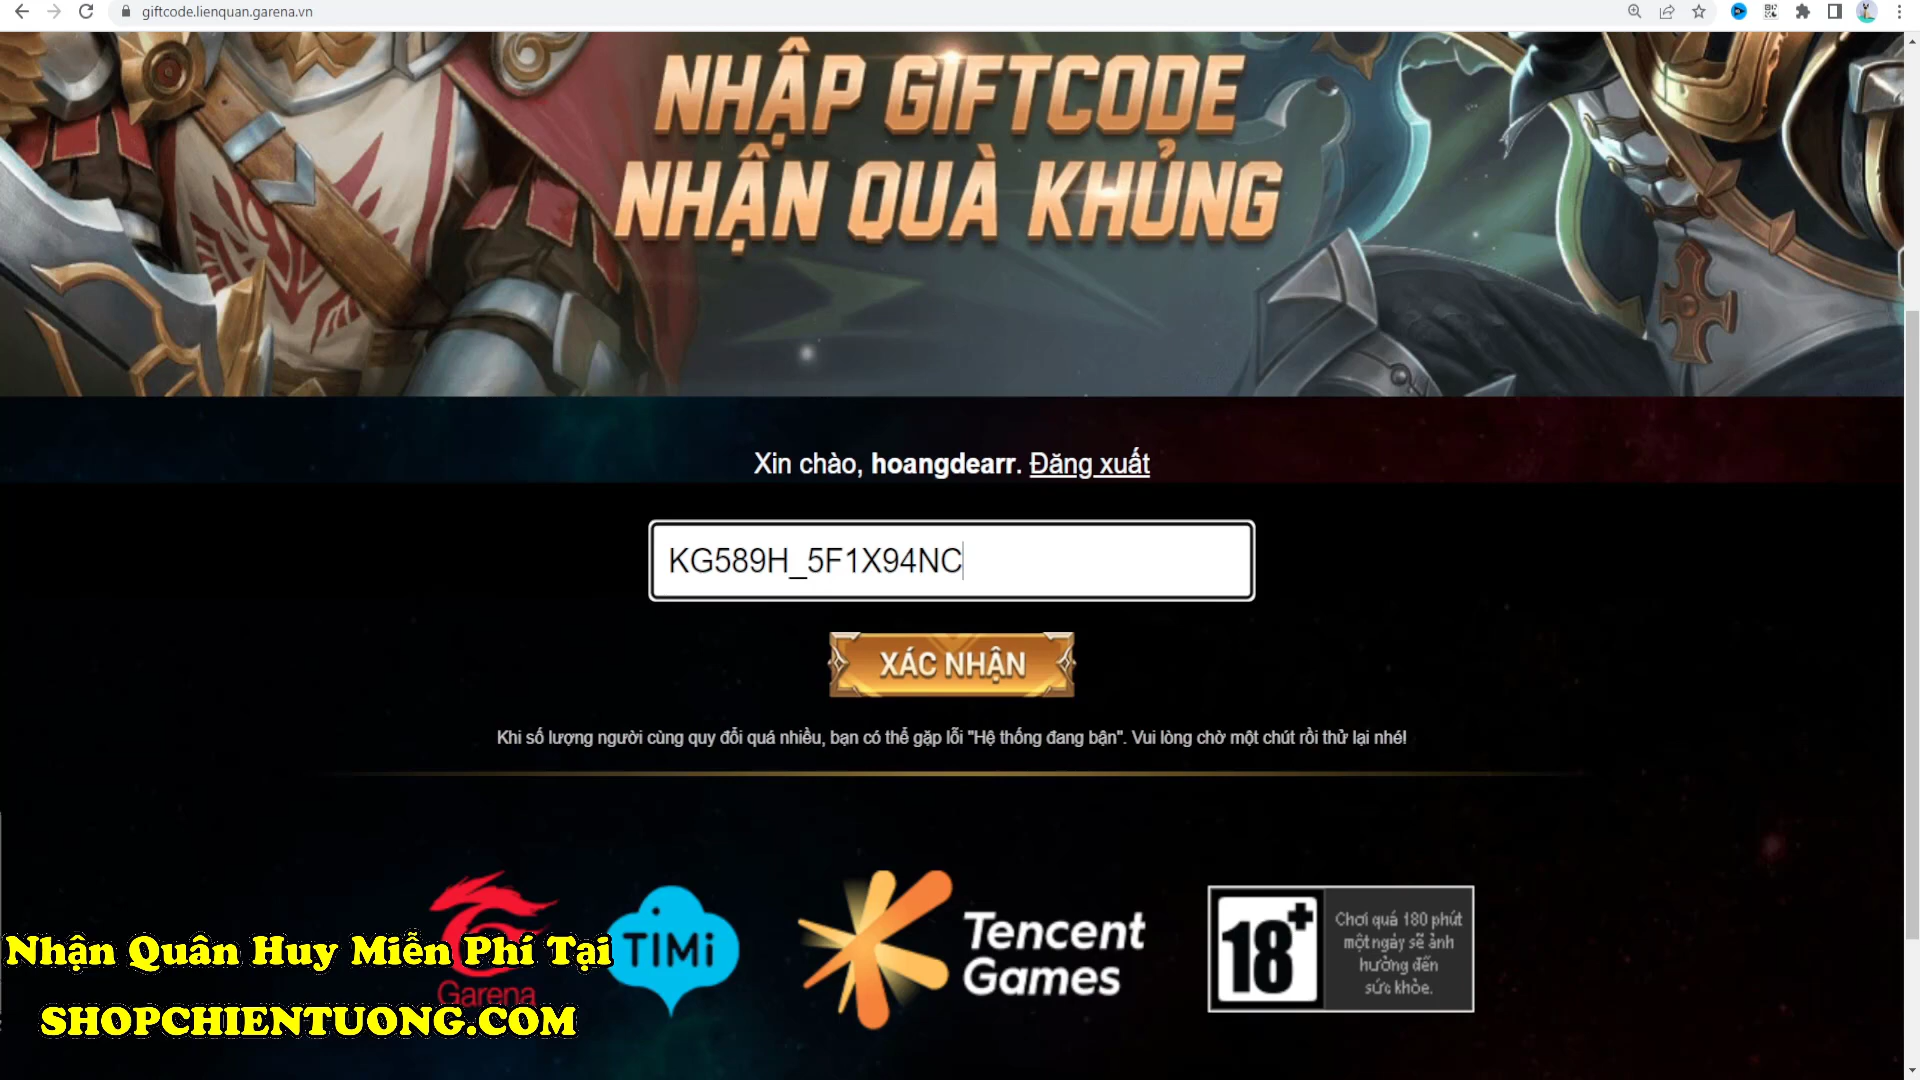 giftcode.lienquan.garena.vn
NHẬP GIFTCODE
NHẬN QUÀ KHỦNG
Xin chào, hoangdearr. Đăng xuất
KG589H_5F1X94NC
XÁC NHẬN
Khi số lượng người cùng quy đổi quá nhiều, bạn có thể gặp lỗi "Hệ thống đang bận". Vui lòng chờ một chút rồi thử lại nhé!
Nhận Quân Huy Miễn Phí Tại
SHOPCHIENTUONG.COM
Garena
TIMi
Tencent
Games
18+
Chơi quá 180 phút
một ngày sẽ ảnh
hưởng đến
sức khỏe.